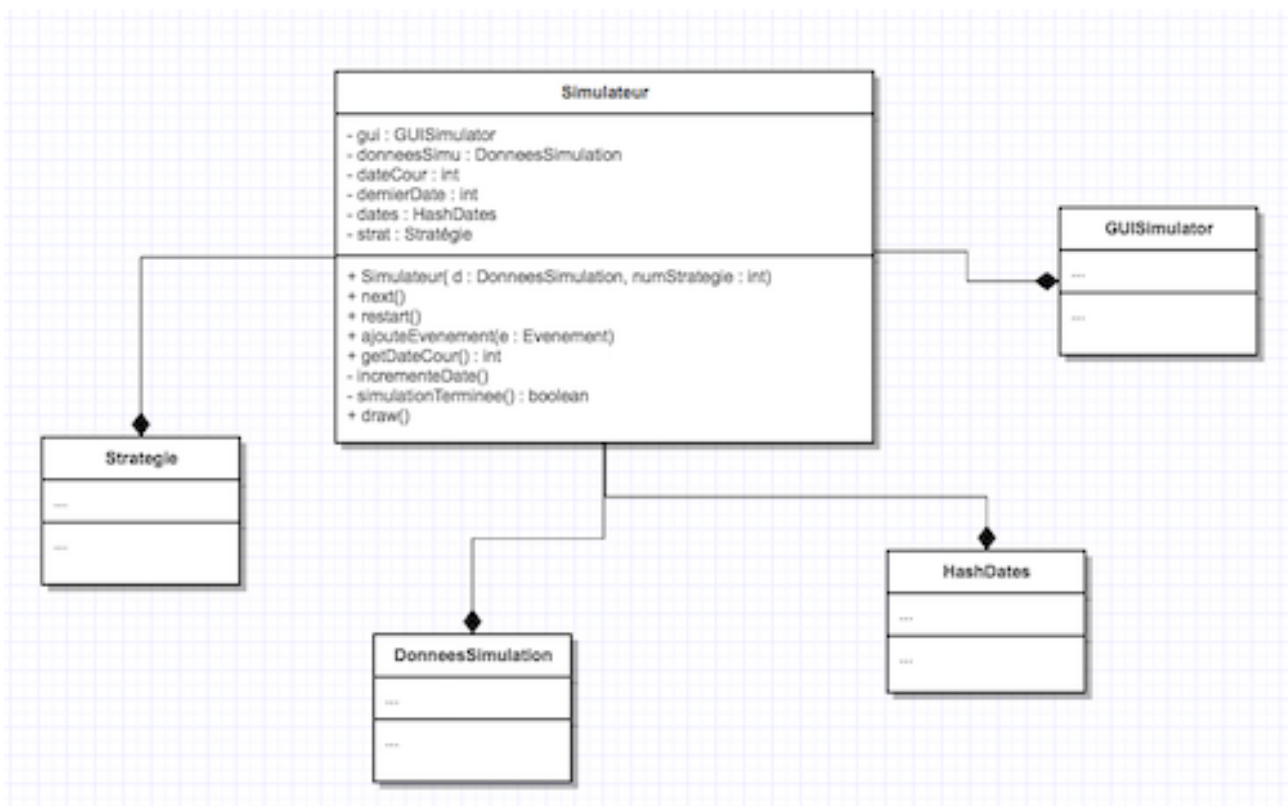 Simulateur
- gui : GUISimulator
- donneesSimu : DonneesSimulation
- dateCour : int
- dernierDate : int
- dates : HashDates
- strat : Stratégie
+ Simulateur( d : DonneesSimulation, numStrategie : int)
+ next()
+ restart()
+ ajouteEvenement(e : Evenement)
+ getDateCour() : int
- incrementeDate()
- simulationTerminee() : boolean
+ draw()
GUISimulator
...
...
Strategie
...
...
HashDates
...
...
DonneesSimulation
...
...